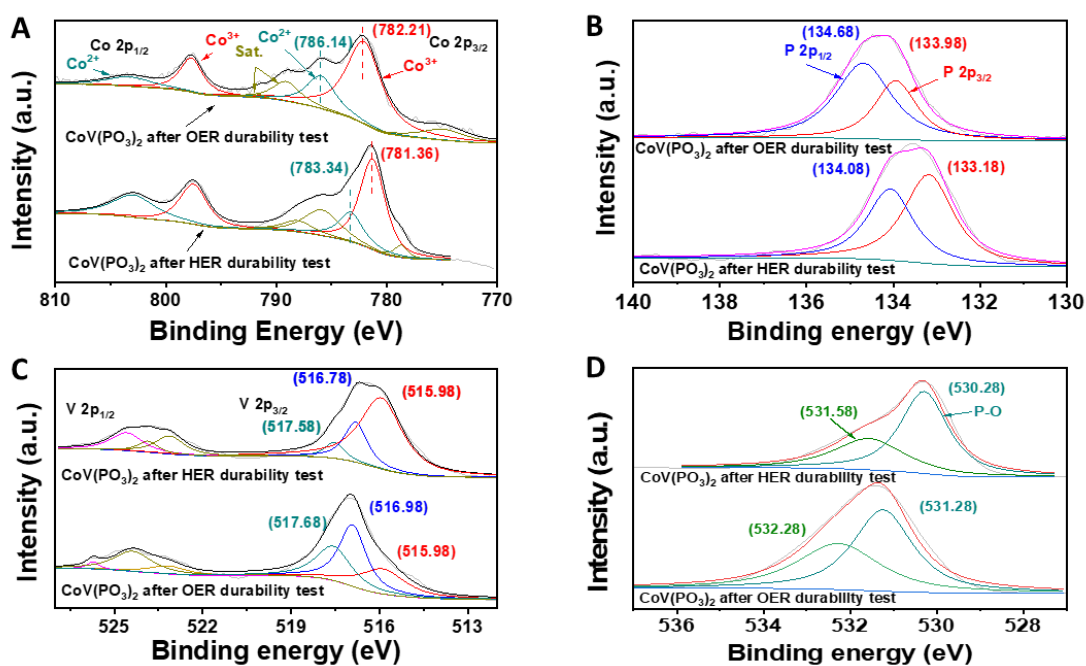 A
Co 2p1/2
Co3+
Co2+
Sat.
Co2+
(786.14)
(782.21)
Co 2p3/2
Co3+
CoV(PO3)2 after OER durability test
(783.34)
(781.36)
CoV(PO3)2 after HER durability test
Intensity (a.u.)
810 800 790 780 770
Binding Energy (eV)
B
(134.68)
P 2p1/2
(133.98)
P 2p3/2
CoV(PO3)2 after OER durability test
(134.08)
(133.18)
CoV(PO3)2 after HER durability test
Intensity (a.u.)
140 138 136 134 132 130
Binding energy (eV)
C
V 2p1/2
V 2p3/2
(516.78)
(515.98)
(517.58)
CoV(PO3)2 after HER durability test
(517.68)
(516.98)
(515.98)
CoV(PO3)2 after OER durability test
Intensity (a.u.)
525 522 519 516 513
Binding energy (eV)
D
(531.58)
(530.28)
P-O
CoV(PO3)2 after HER durability test
(532.28)
(531.28)
CoV(PO3)2 after OER durability test
Intensity (a.u.)
536 534 532 530 528
Binding energy (eV)